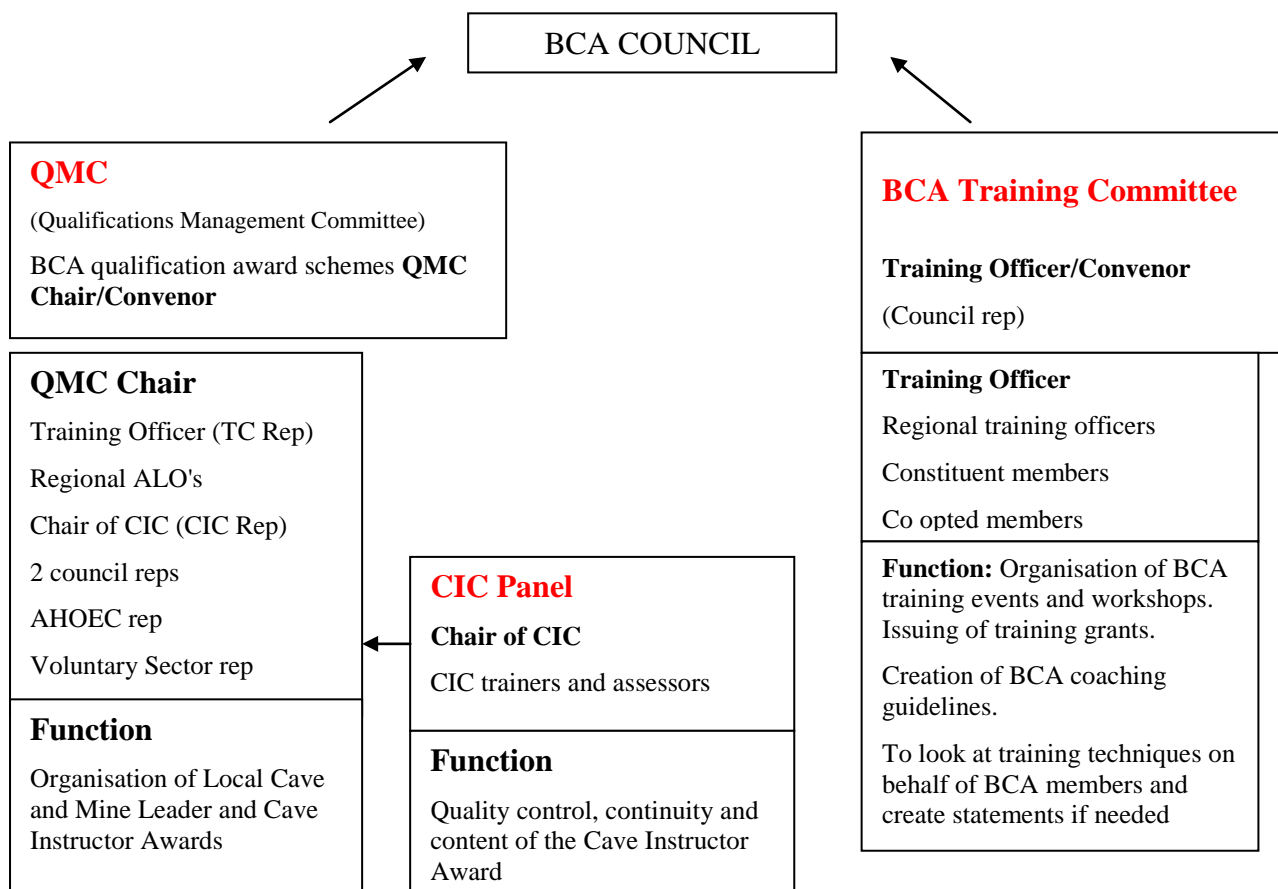 BCA COUNCIL
QMC
(Qualifications Management Committee)
BCA qualification award schemes QMC
Chair/Convenor
QMC Chair
Training Officer (TC Rep)
Regional ALO's
Chair of CIC (CIC Rep)
2 council reps
AHOEC rep
Voluntary Sector rep
Function
Organisation of Local Cave
and Mine Leader and Cave
Instructor Awards
CIC Panel
Chair of CIC
CIC trainers and assessors
Function
Quality control, continuity and
content of the Cave Instructor
Award
BCA Training Committee
Training Officer/Convenor
(Council rep)
Training Officer
Regional training officers
Constituent members
Co opted members
Function: Organisation of BCA
training events and workshops.
Issuing of training grants.
Creation of BCA coaching
guidelines.
To look at training techniques on
behalf of BCA members and
create statements if needed